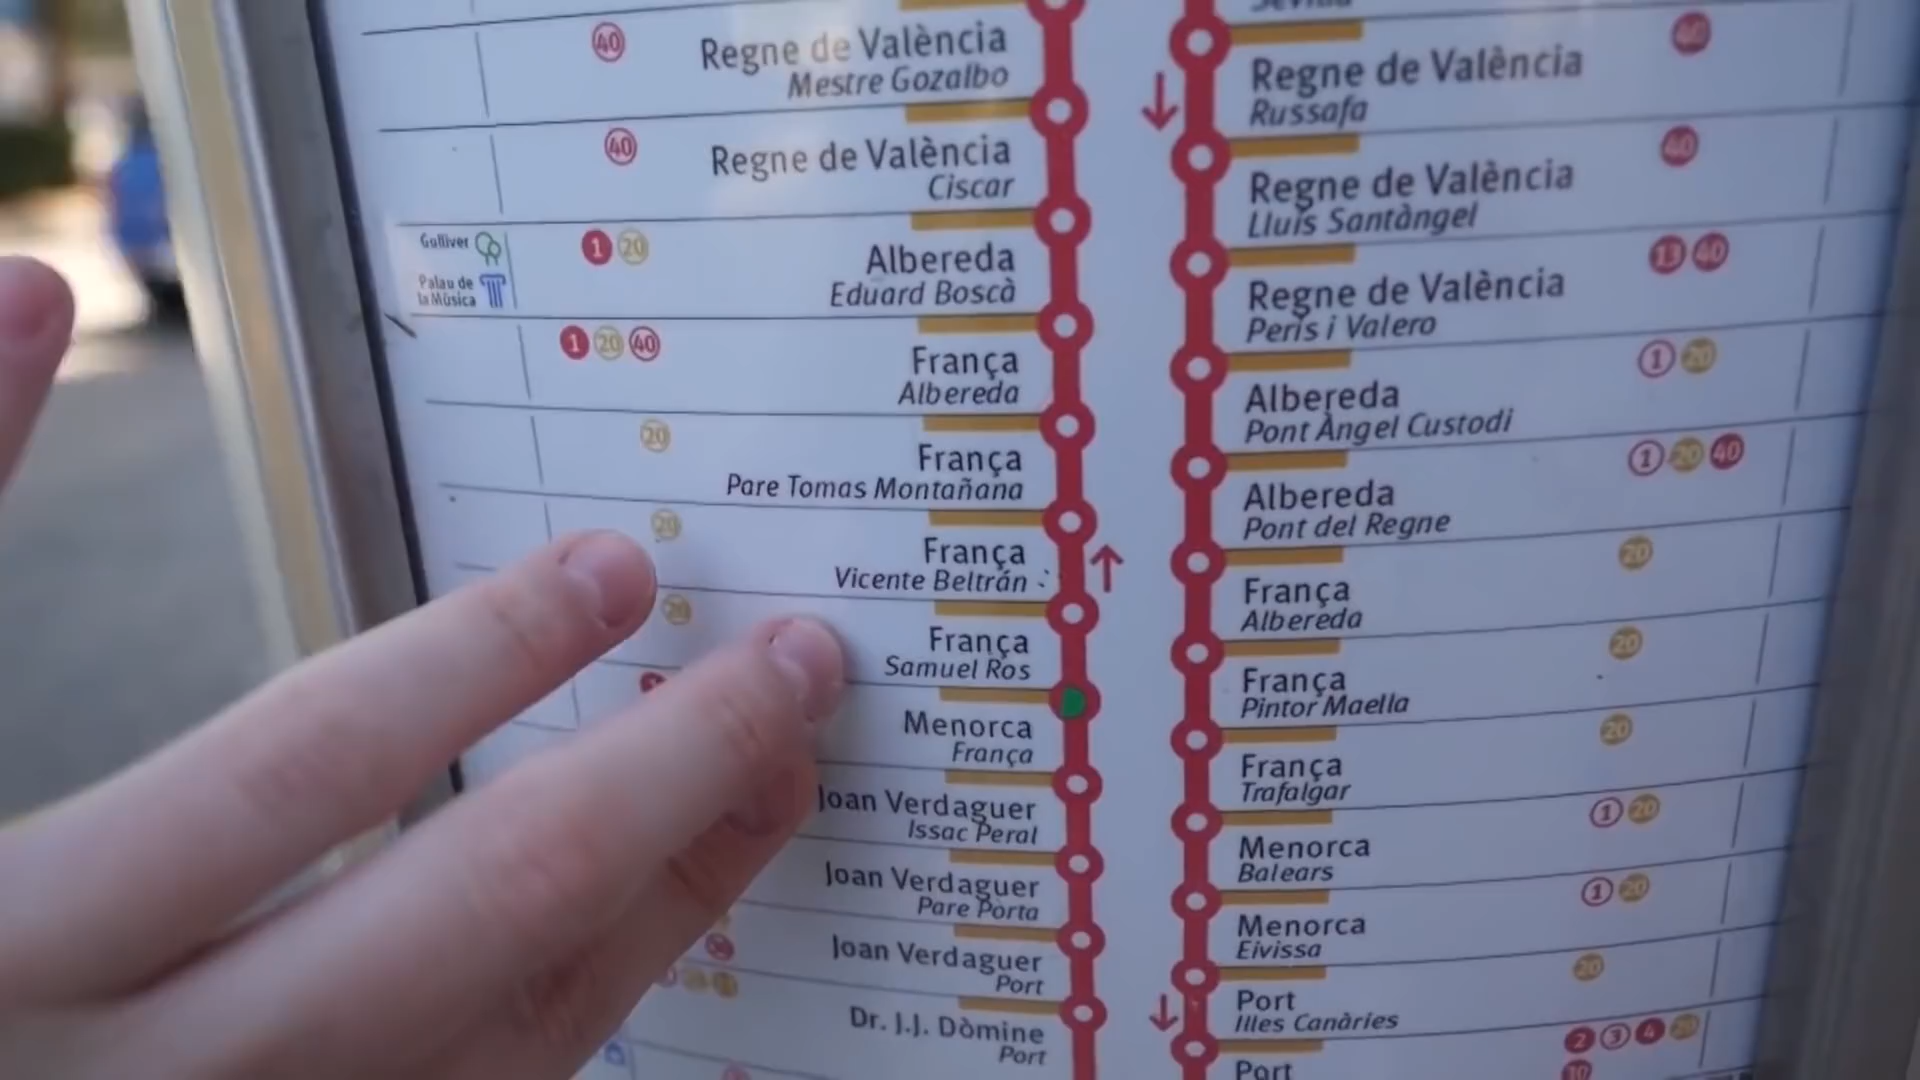 40
Regne de València
Mestre Gozalbo
40
Regne de València
Ciscar
Gulliver
Palau de
la Música
1 20
Albereda
Eduard Boscà
1 20 40
França
Albereda
20
França
Pare Tomas Montañana
20
França
Vicente Beltrán
20
França
Samuel Ros
Menorca
França
Joan Verdaguer
Issac Peral
Joan Verdaguer
Pare Porta
Joan Verdaguer
Port
Dr. J.J. Dòmine
Port
Sevilla
40
Regne de València
Russafa
40
Regne de València
Lluís Santàngel
13 40
Regne de València
Peris i Valero
1 20
Albereda
Pont Àngel Custodi
1 20 40
Albereda
Pont del Regne
20
França
Albereda
20
França
Pintor Maella
20
França
Trafalgar
1 20
Menorca
Balears
1 20
Menorca
Eivissa
20
Port
Illes Canàries
2 3 4 20
10
Port